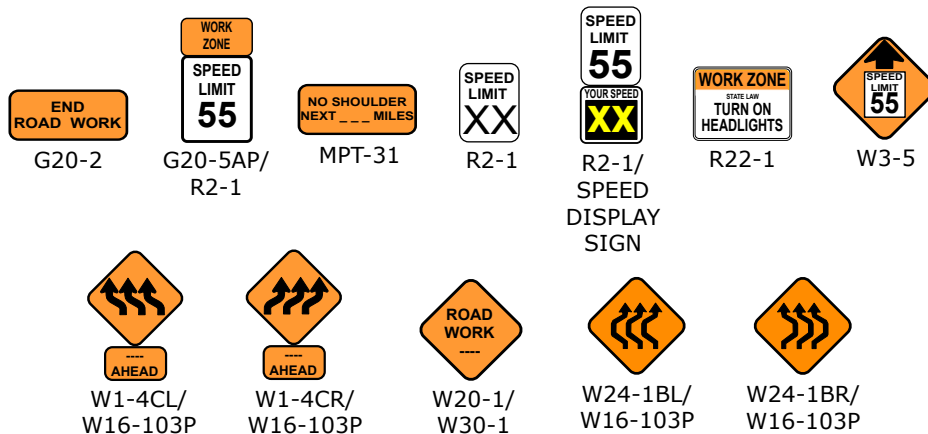 END
ROAD WORK
G20-2
WORK
ZONE
SPEED
LIMIT
55
G20-5AP/
R2-1
NO SHOULDER
NEXT _ _ _ MILES
MPT-31
SPEED
LIMIT
XX
R2-1
SPEED
LIMIT
55
YOUR SPEED
XX
R2-1/
SPEED
DISPLAY
SIGN
WORK ZONE
STATE LAW
TURN ON
HEADLIGHTS
R22-1
SPEED
LIMIT
55
W3-5
----
AHEAD
W1-4CL/
W16-103P
----
AHEAD
W1-4CR/
W16-103P
ROAD
WORK
----
W20-1/
W30-1
W24-1BL/
W16-103P
W24-1BR/
W16-103P